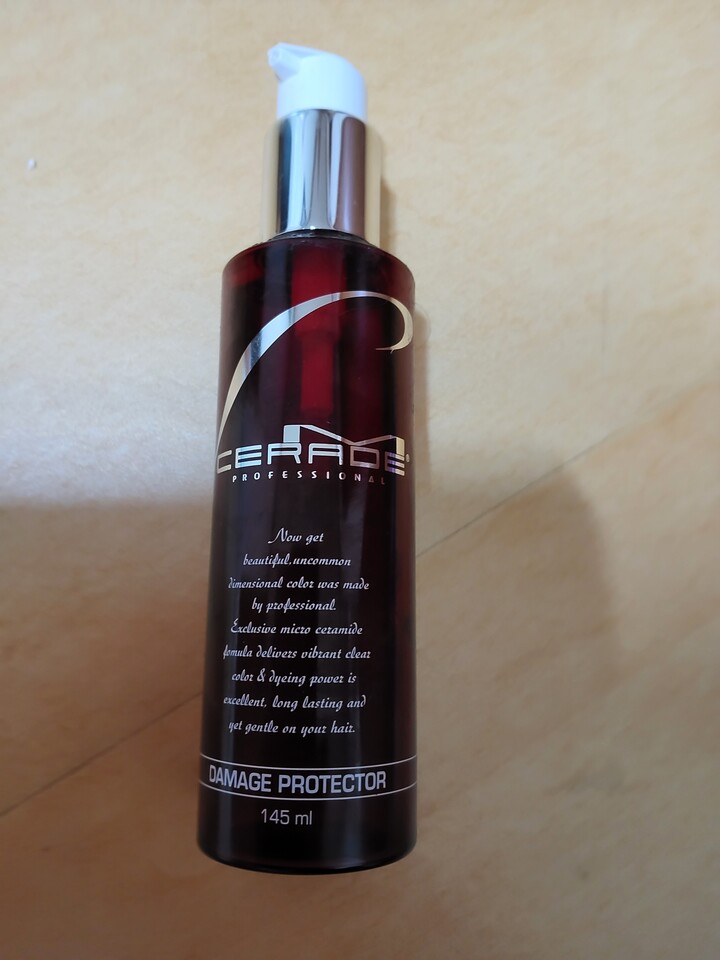 CERADE®
PROFESSIONAL
Now get
beautiful,uncommon
dimensional color was made
by professional.
Exclusive micro ceramide
fomula delivers vibrant clear
color & dyeing power is
excellent, long lasting and
yet gentle on your hair.
DAMAGE PROTECTOR
145 ml